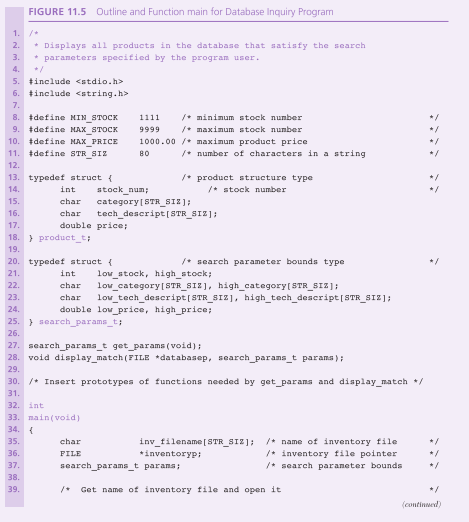 FIGURE 11.5 Outline and Function main for Database Inquiry Program
1. /*
2. * Displays all products in the database that satisfy the search
3. * parameters specified by the program user.
4. */
5. #include <stdio.h>
6. #include <string.h>
7.
8. #define MIN_STOCK 1111 /* minimum stock number */
9. #define MAX_STOCK 9999 /* maximum stock number */
10. #define MAX_PRICE 1000.00 /* maximum product price */
11. #define STR_SIZ 80 /* number of characters in a string */
12.
13. typedef struct { /* product structure type */
14. int stock_num; /* stock number */
15. char category[STR_SIZ];
16. char tech_descript[STR_SIZ];
17. double price;
18. } product_t;
19.
20. typedef struct { /* search parameter bounds type */
21. int low_stock, high_stock;
22. char low_category[STR_SIZ], high_category[STR_SIZ];
23. char low_tech_descript[STR_SIZ], high_tech_descript[STR_SIZ];
24. double low_price, high_price;
25. } search_params_t;
26.
27. search_params_t get_params(void);
28. void display_match(FILE *databasep, search_params_t params);
29.
30. /* Insert prototypes of functions needed by get_params and display_match */
31.
32. int
33. main(void)
34. {
35. char inv_filename[STR_SIZ]; /* name of inventory file */
36. FILE *inventoryp; /* inventory file pointer */
37. search_params_t params; /* search parameter bounds */
38.
39. /* Get name of inventory file and open it */
(continued)